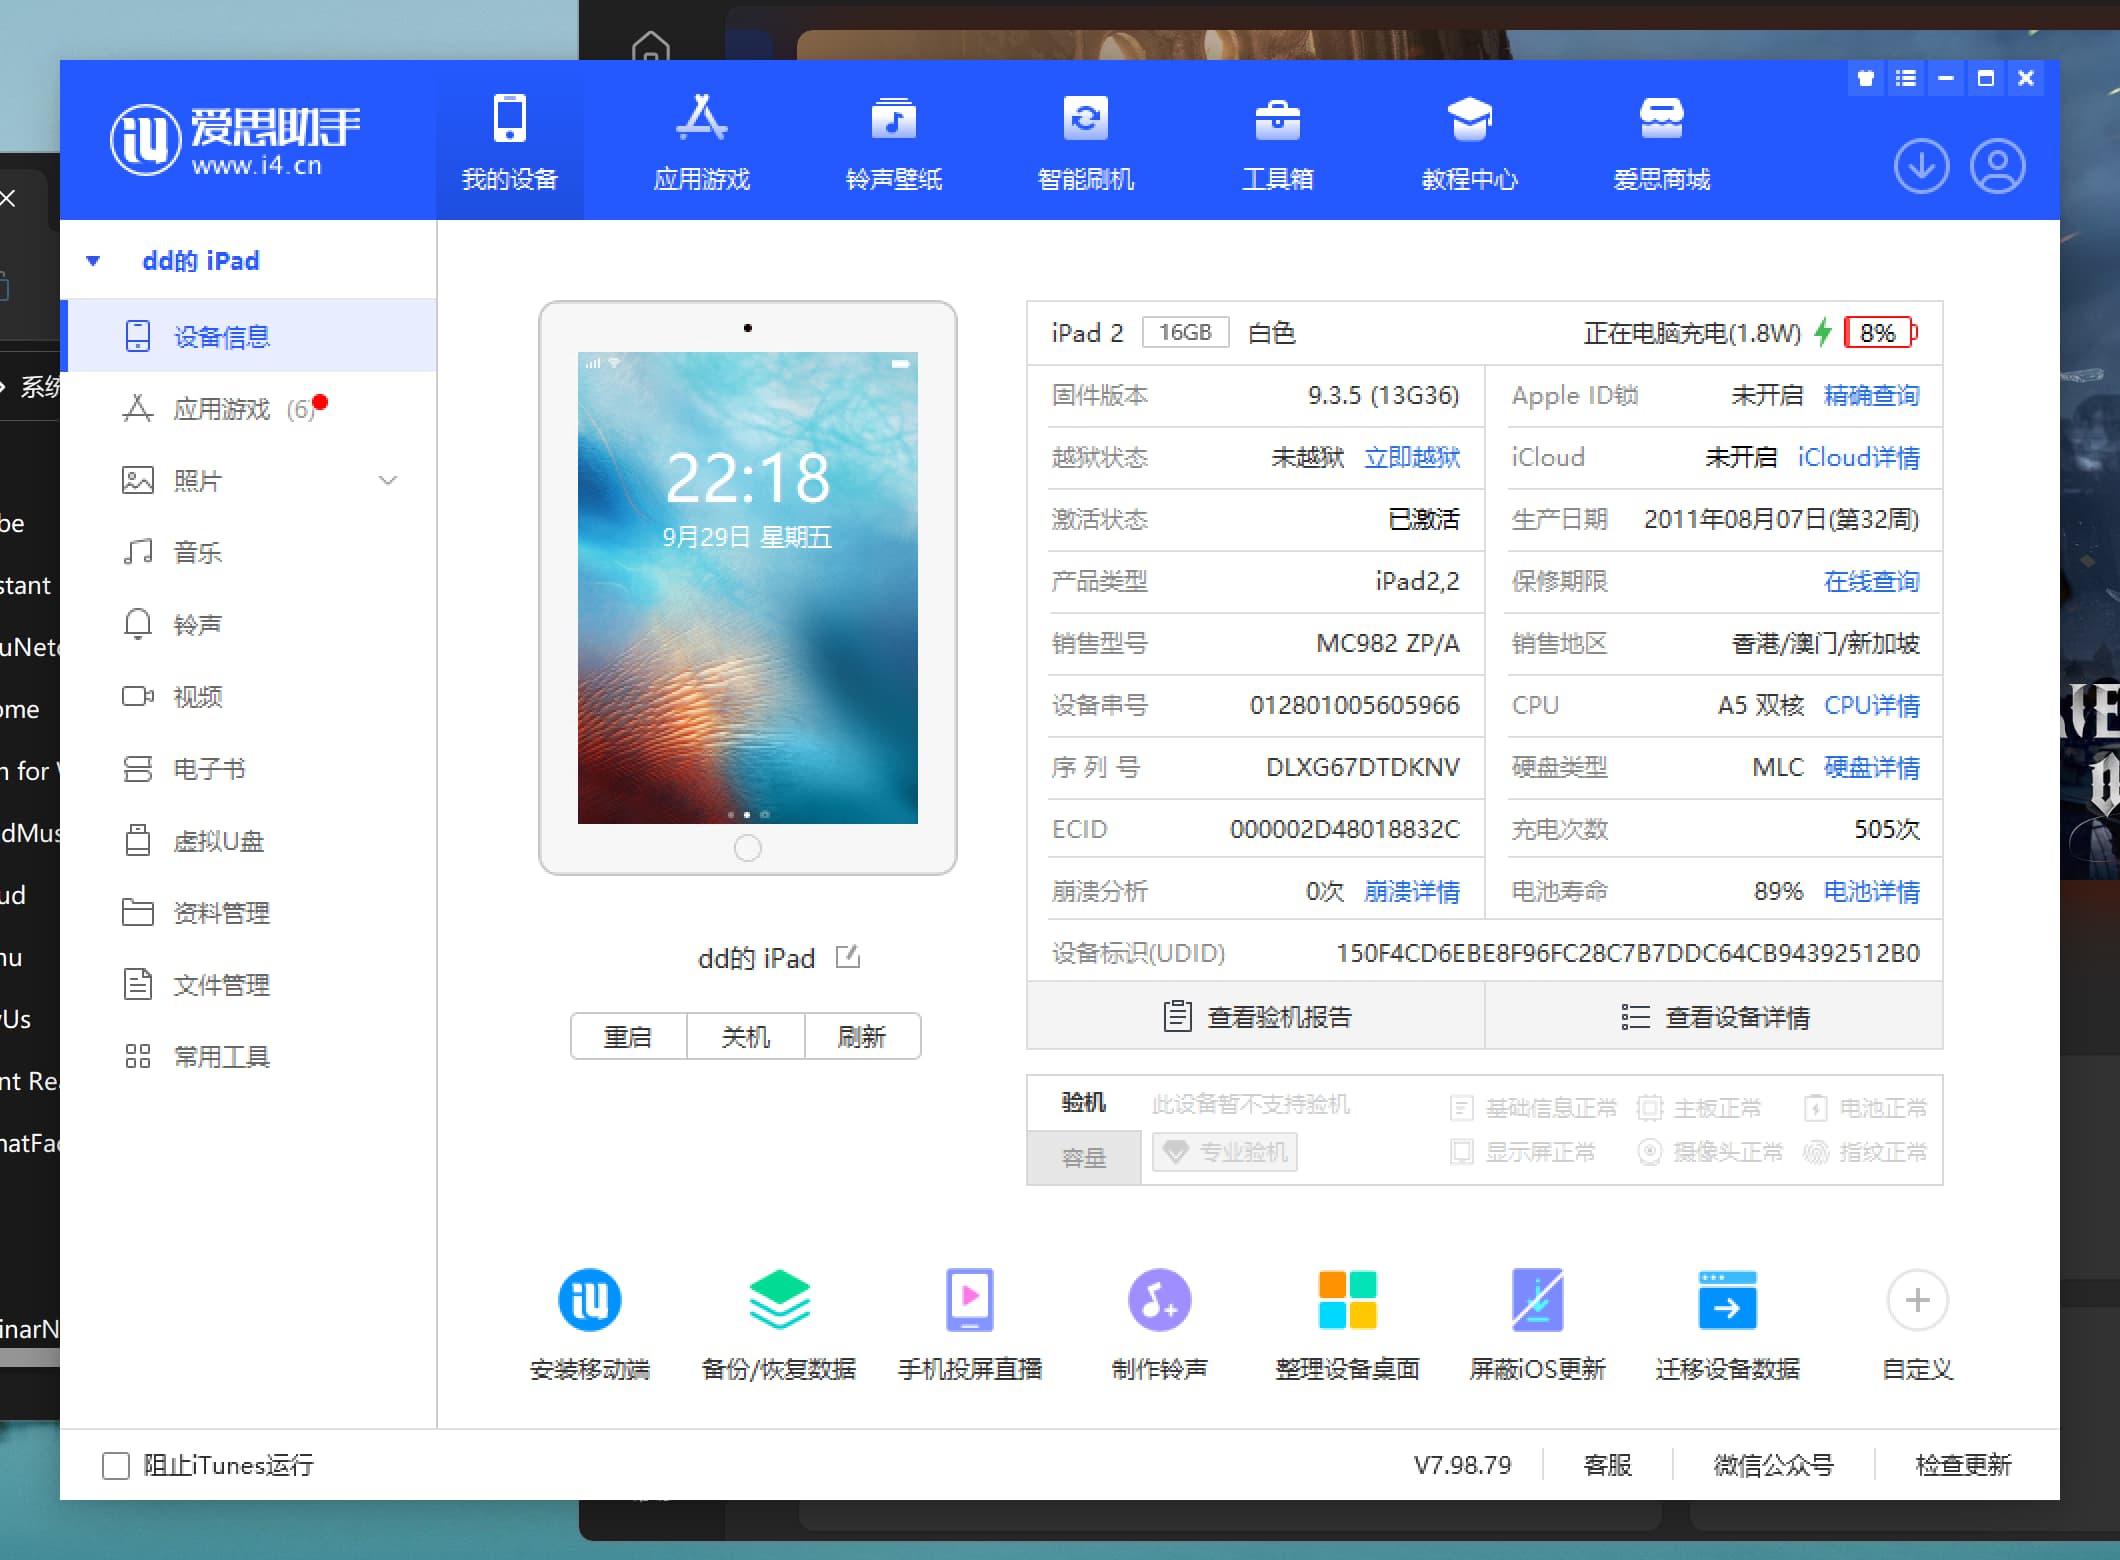 爱思助手
www.i4.cn
我的设备
应用游戏
铃声壁纸
智能刷机
工具箱
教程中心
爱思商城
系统
be
stant
ome
n for
ud
nu
nt Re
dd的 iPad
设备信息
应用游戏 (6)
照片
音乐
铃声
视频
电子书
虚拟U盘
资料管理
文件管理
常用工具
22:18
9月29日 星期五
dd的 iPad
重启 关机 刷新
iPad 2 16GB 白色 正在电脑充电(1.8W) 8%
固件版本 9.3.5 (13G36) Apple ID锁 未开启 精确查询
越狱状态 未越狱 立即越狱 iCloud 未开启 iCloud详情
激活状态 已激活 生产日期 2011年08月07日(第32周)
产品类型 iPad2,2 保修期限 在线查询
销售型号 MC982 ZP/A 销售地区 香港/澳门/新加坡
设备串号 012801005605966 CPU A5 双核 CPU详情
序 列 号 DLXG67DTDKNV 硬盘类型 MLC 硬盘详情
ECID 000002D48018832C 充电次数 505次
崩溃分析 0次 崩溃详情 电池寿命 89% 电池详情
设备标识(UDID) 150F4CD6EBE8F96FC28C7B7DDC64CB94392512B0
查看验机报告 查看设备详情
验机 此设备暂不支持验机 基础信息正常 主板正常 电池正常
容量 专业验机 显示屏正常 摄像头正常 指纹正常
安装移动端 备份/恢复数据 手机投屏直播 制作铃声 整理设备桌面 屏蔽iOS更新 迁移设备数据 自定义
阻止iTunes运行 V7.98.79 客服 微信公众号 检查更新